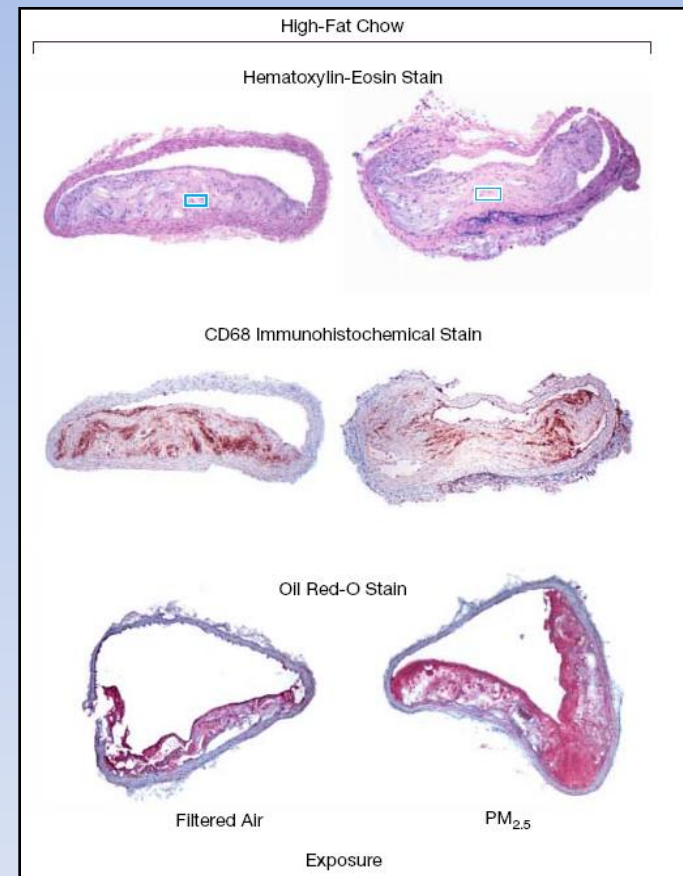 High-Fat Chow
Hematoxylin-Eosin Stain
CD68 Immunohistochemical Stain
Oil Red-O Stain
Filtered Air PM2.5
Exposure